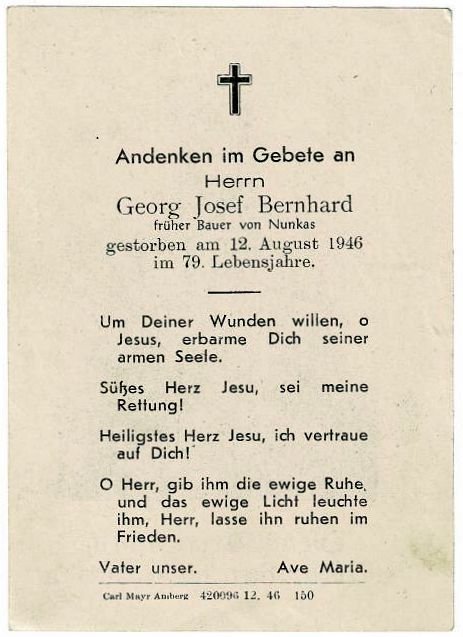 Andenken im Gebete an
Herrn
Georg Josef Bernhard
früher Bauer von Nunkas
gestorben am 12. August 1946
im 79. Lebensjahre.
Um Deiner Wunden willen, o
Jesus, erbarme Dich seiner
armen Seele.
Süßes Herz Jesu, sei meine
Rettung!
Heiligstes Herz Jesu, ich vertraue
auf Dich!
O Herr, gib ihm die ewige Ruhe,
und das ewige Licht leuchte
ihm, Herr, lasse ihn ruhen im
Frieden.
Vater unser. Ave Maria.
Carl Mayr Amberg 420096 12. 46 150